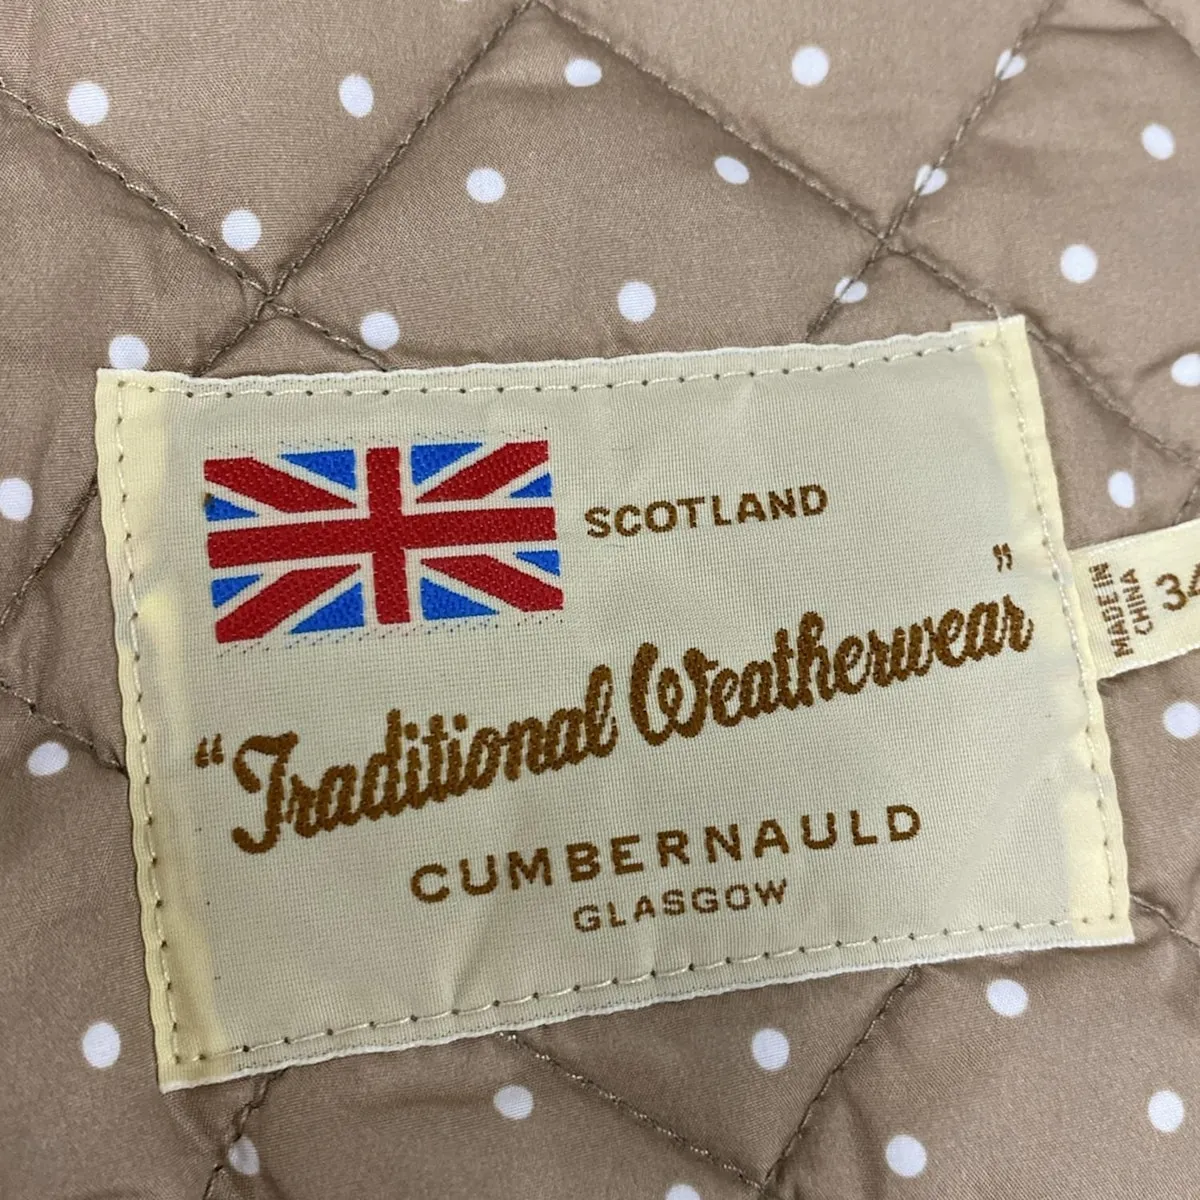 SCOTLAND
"Traditional Weatherwear"
CUMBERNAULD
GLASGOW
MADE IN
CHINA
34